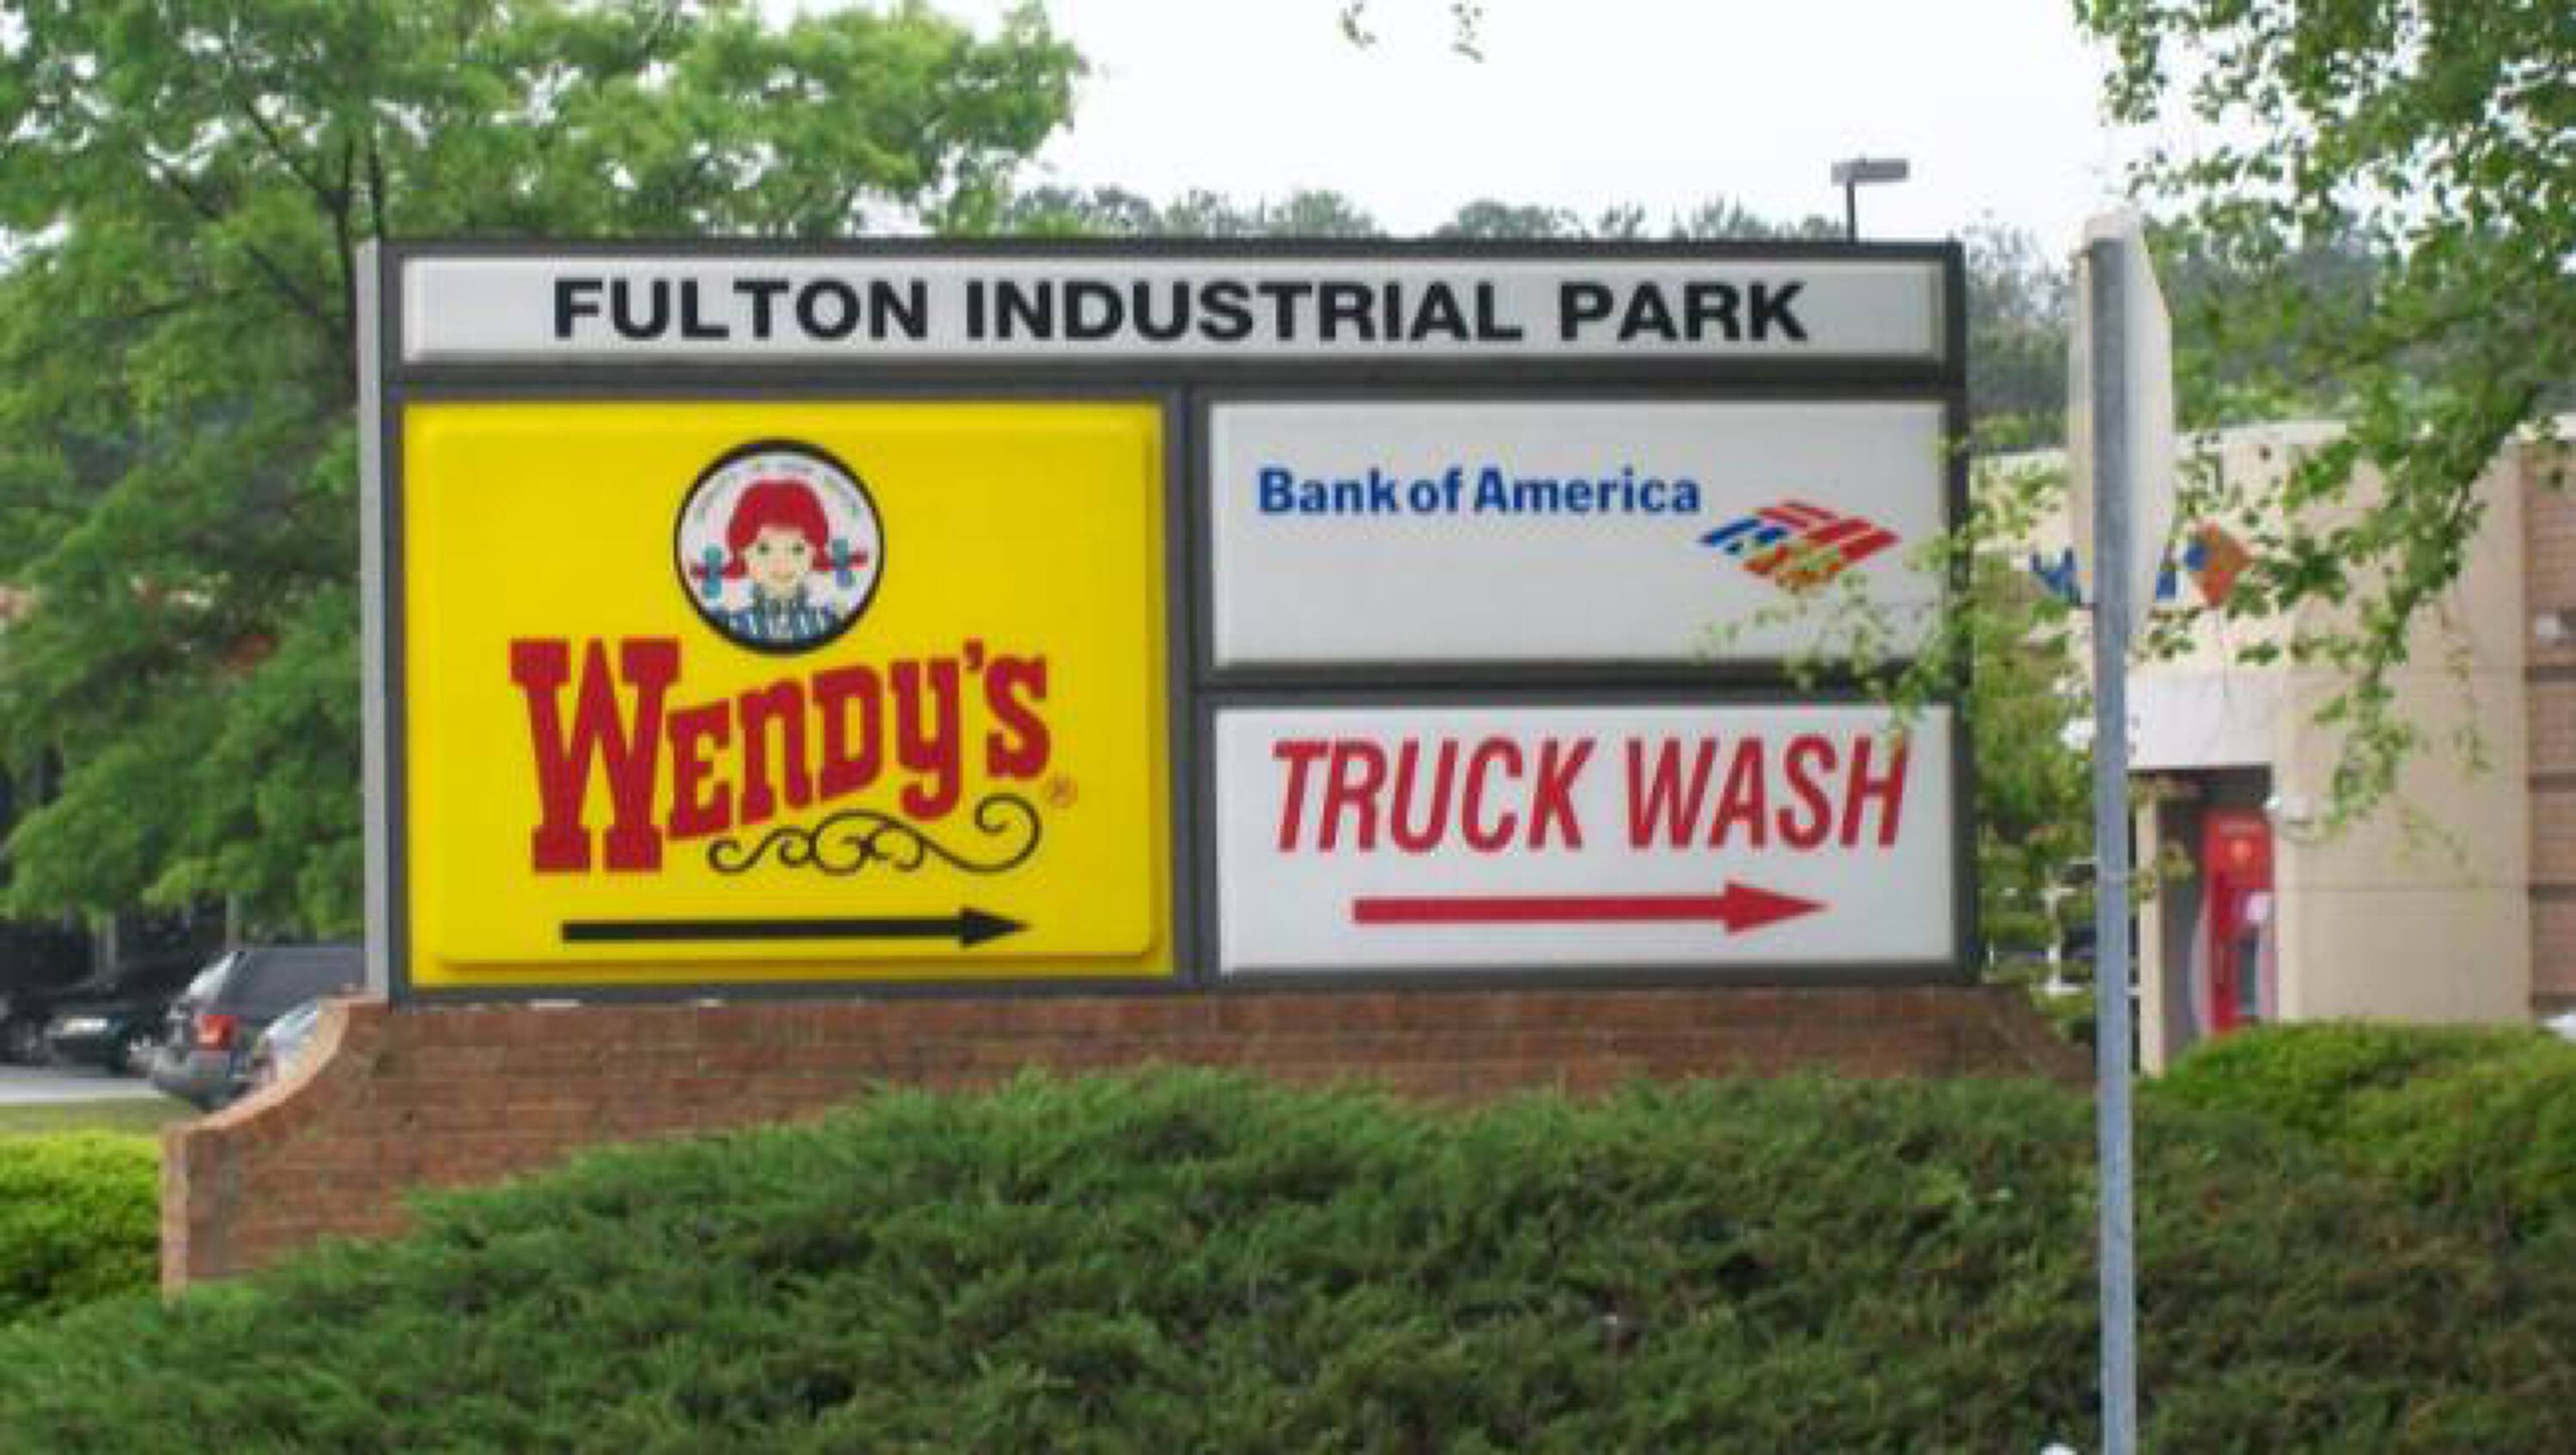 FULTON INDUSTRIAL PARK
WENDY'S®
Bank of America
TRUCK WASH